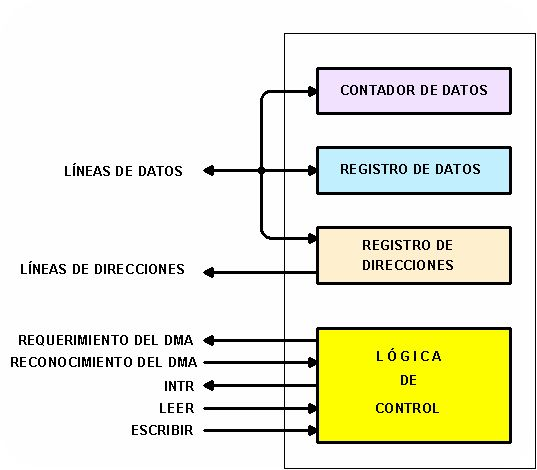 CONTADOR DE DATOS
LÍNEAS DE DATOS
REGISTRO DE DATOS
REGISTRO DE
DIRECCIONES
LÍNEAS DE DIRECCIONES
REQUERIMIENTO DEL DMA
RECONOCIMIENTO DEL DMA
INTR
LEER
ESCRIBIR
LÓGICA
DE
CONTROL